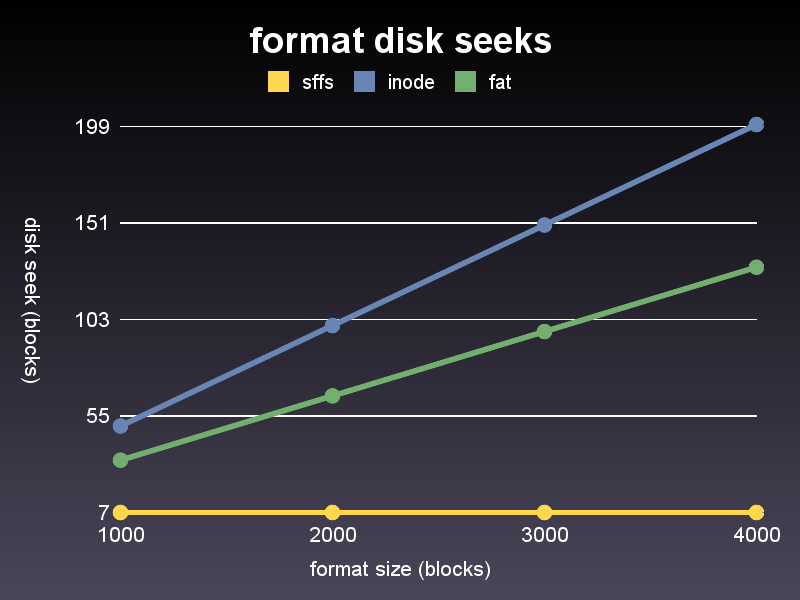 format disk seeks
sffs inode fat
199
151
103
55
7
disk seek (blocks)
1000 2000 3000 4000
format size (blocks)